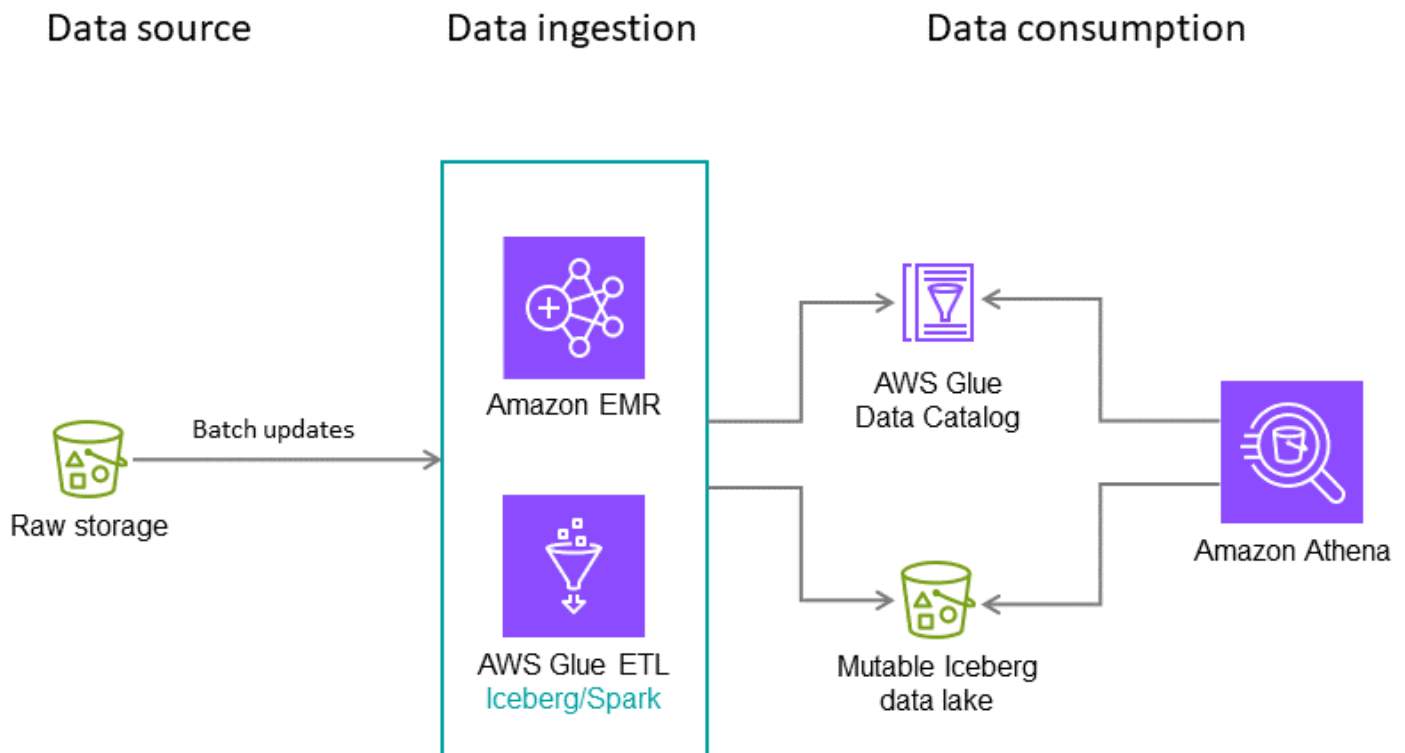 Data source
Data ingestion
Data consumption
Amazon EMR
AWS Glue
Data Catalog
Batch updates
Raw storage
Amazon Athena
AWS Glue ETL
Iceberg/Spark
Mutable Iceberg
data lake